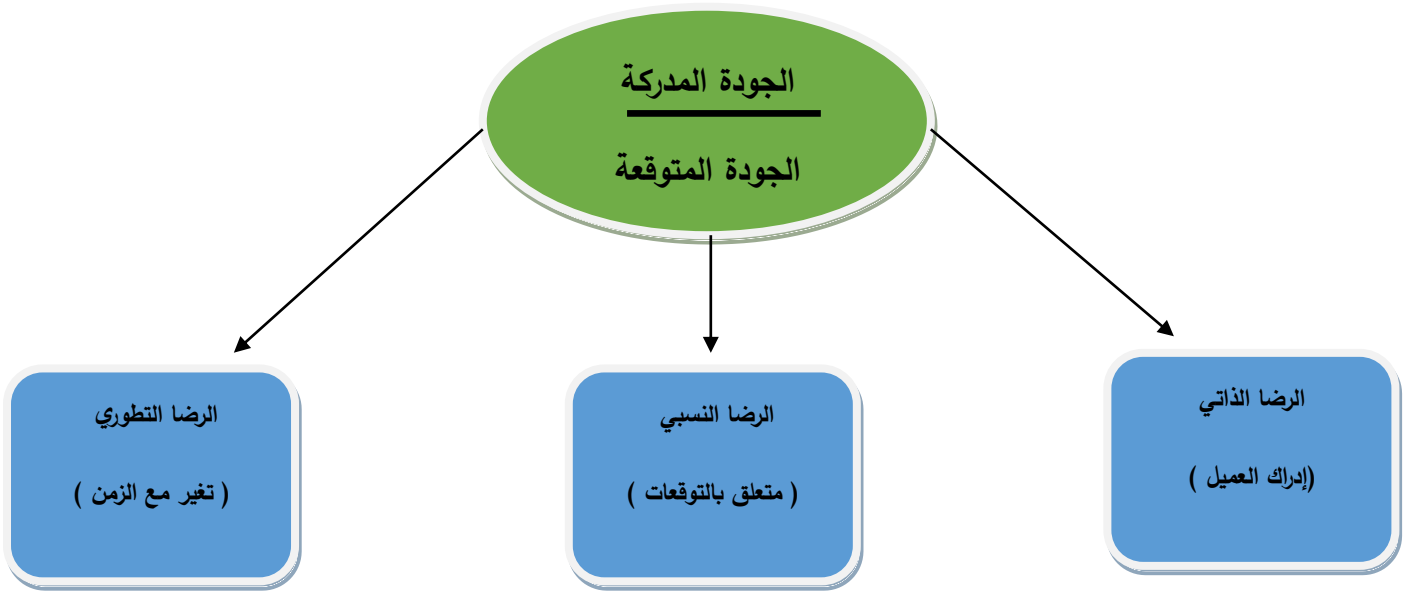 الجودة المدركة
الجودة المتوقعة
الرضا الذاتي
(إدراك العميل )
الرضا النسبي
( متعلق بالتوقعات )
الرضا التطوري
( تغير مع الزمن )